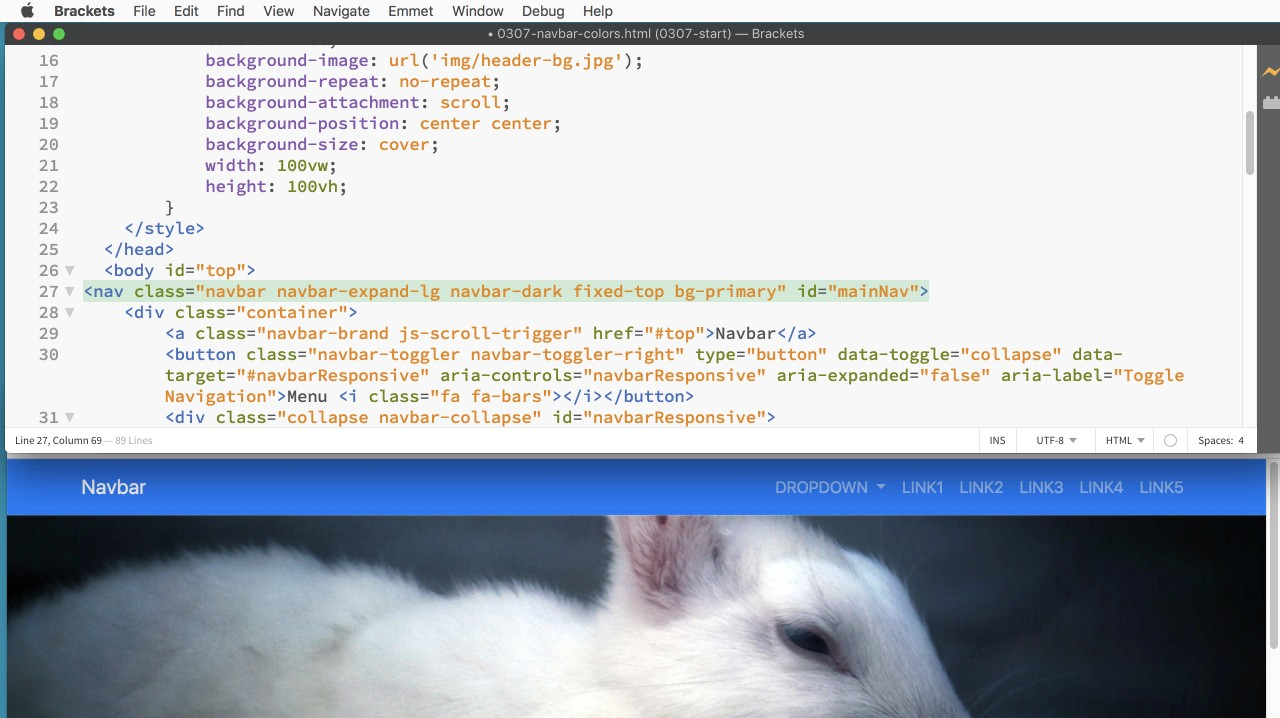 Brackets File Edit Find View Navigate Emmet Window Debug Help
• 0307-navbar-colors.html (0307-start) — Brackets
16 background-image: url('img/header-bg.jpg');
17 background-repeat: no-repeat;
18 background-attachment: scroll;
19 background-position: center center;
20 background-size: cover;
21 width: 100vw;
22 height: 100vh;
23 }
24 </style>
25 </head>
26 <body id="top">
27 <nav class="navbar navbar-expand-lg navbar-dark fixed-top bg-primary" id="mainNav">
28 <div class="container">
29 <a class="navbar-brand js-scroll-trigger" href="#top">Navbar</a>
30 <button class="navbar-toggler navbar-toggler-right" type="button" data-toggle="collapse" data-
target="#navbarResponsive" aria-controls="navbarResponsive" aria-expanded="false" aria-label="Toggle
Navigation">Menu <i class="fa fa-bars"></i></button>
31 <div class="collapse navbar-collapse" id="navbarResponsive">
Line 27, Column 69 — 89 Lines INS UTF-8 HTML Spaces: 4
Navbar DROPDOWN LINK1 LINK2 LINK3 LINK4 LINK5